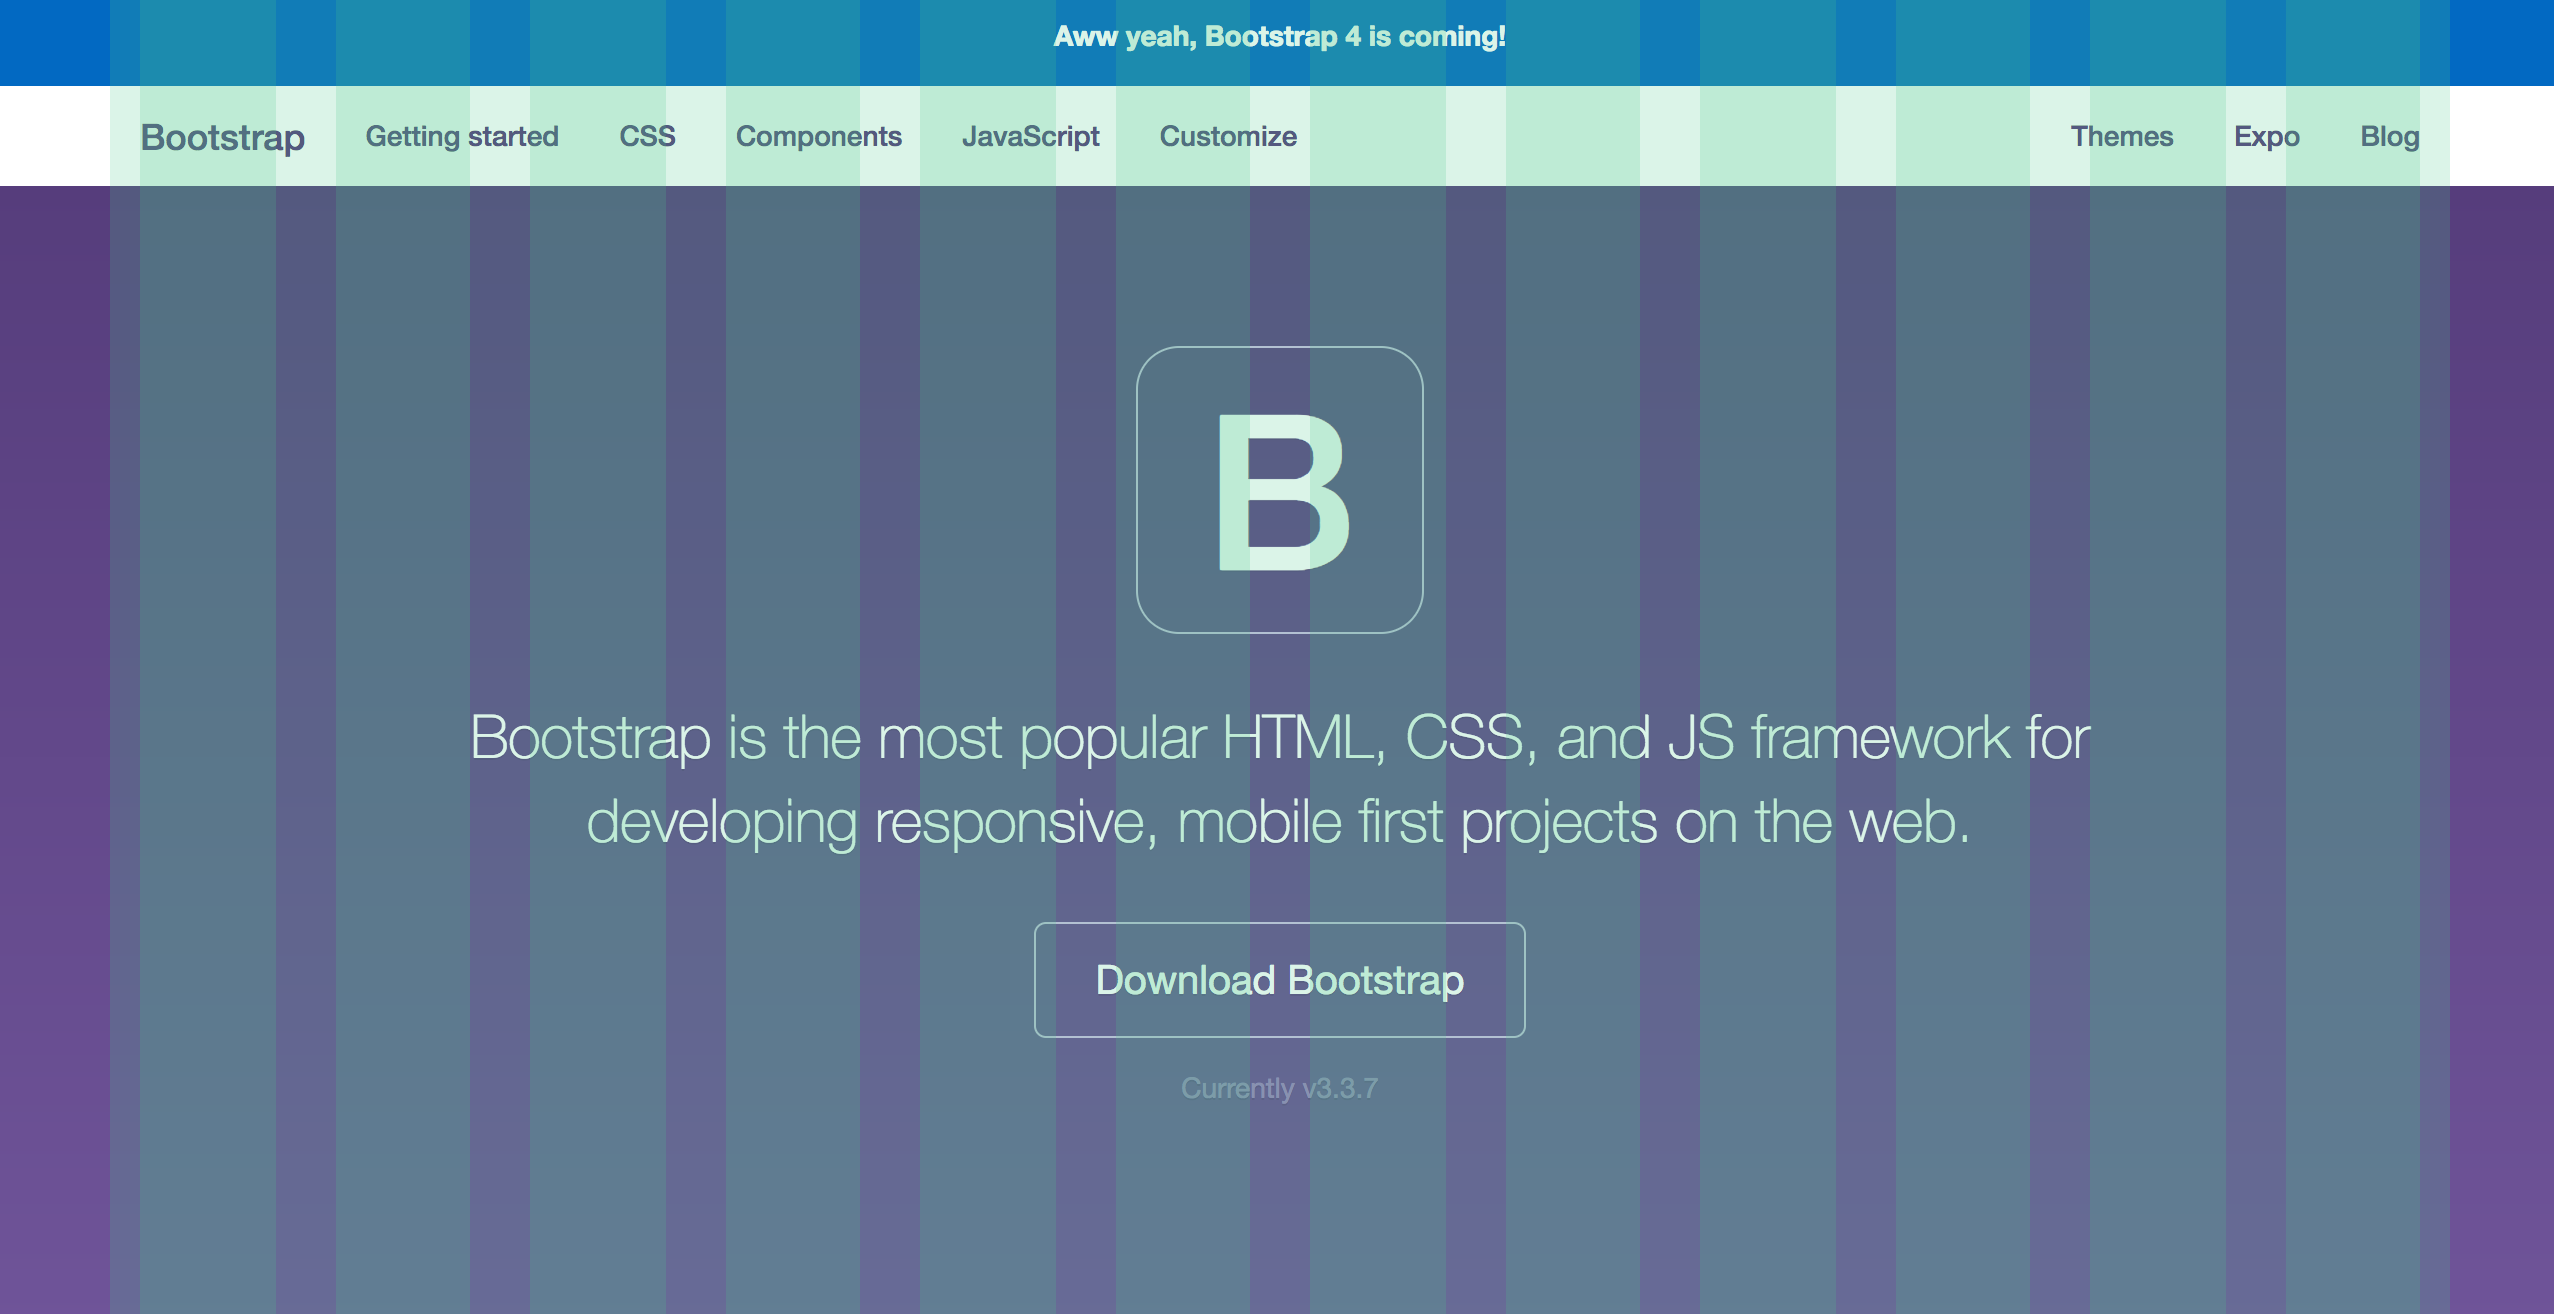 Aww yeah, Bootstrap 4 is coming!
Bootstrap Getting started CSS Components JavaScript Customize Themes Expo Blog
B
Bootstrap is the most popular HTML, CSS, and JS framework for
developing responsive, mobile first projects on the web.
Download Bootstrap
Currently v3.3.7